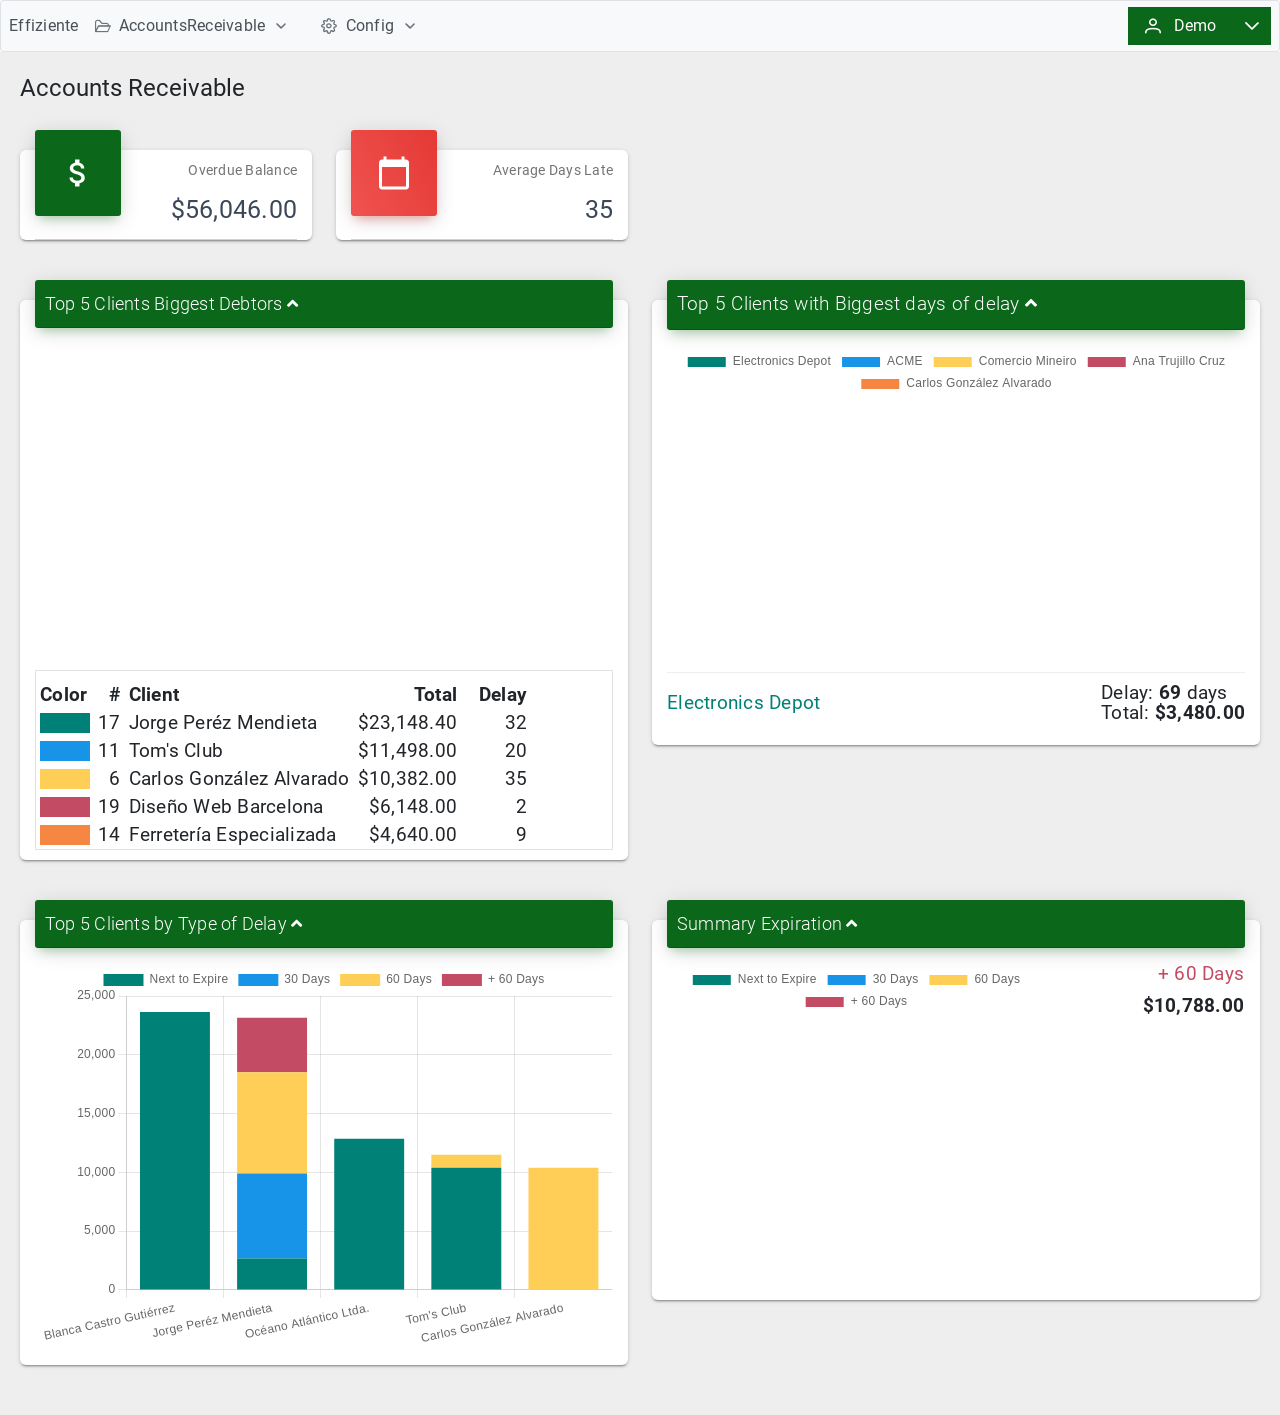 Effiziente AccountsReceivable Config Demo
Accounts Receivable
Overdue Balance
$56,046.00
Average Days Late
35
Top 5 Clients Biggest Debtors
Color # Client Total Delay
17 Jorge Peréz Mendieta $23,148.40 32
11 Tom's Club $11,498.00 20
6 Carlos González Alvarado $10,382.00 35
19 Diseño Web Barcelona $6,148.00 2
14 Ferretería Especializada $4,640.00 9
Top 5 Clients with Biggest days of delay
Electronics Depot ACME Comercio Mineiro Ana Trujillo Cruz
Carlos González Alvarado
Electronics Depot
Delay: 69 days
Total: $3,480.00
Top 5 Clients by Type of Delay
Next to Expire 30 Days 60 Days + 60 Days
25,000
20,000
15,000
10,000
5,000
0
Blanca Castro Gutiérrez
Jorge Peréz Mendieta
Océano Atlántico Ltda.
Tom's Club
Carlos González Alvarado
Summary Expiration
Next to Expire 30 Days 60 Days
+ 60 Days
+ 60 Days
$10,788.00